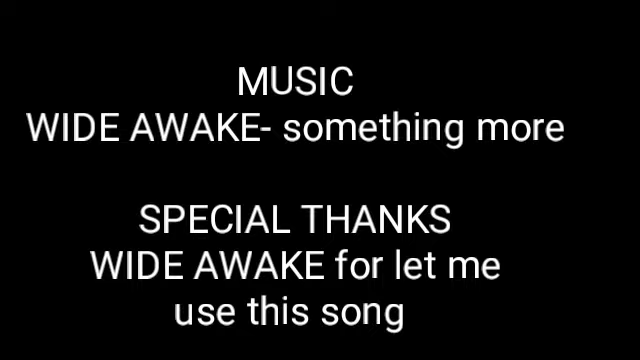 MUSIC
WIDE AWAKE- something more
SPECIAL THANKS
WIDE AWAKE for let me
use this song